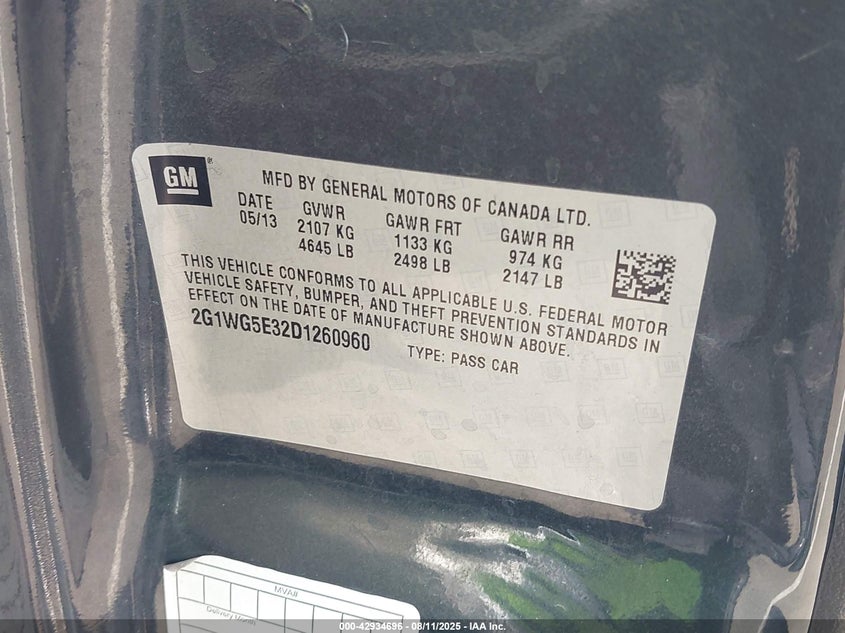 GM
MFD BY GENERAL MOTORS OF CANADA LTD.
DATE GVWR GAWR FRT GAWR RR
05/13 2107 KG 1133 KG 974 KG
4645 LB 2498 LB 2147 LB
THIS VEHICLE CONFORMS TO ALL APPLICABLE U.S. FEDERAL MOTOR
VEHICLE SAFETY, BUMPER, AND THEFT PREVENTION STANDARDS IN
EFFECT ON THE DATE OF MANUFACTURE SHOWN ABOVE.
2G1WG5E32D1260960 TYPE: PASS CAR
MVA#
Delivery Month
000-42934696 - 08/11/2025 - IAA Inc.